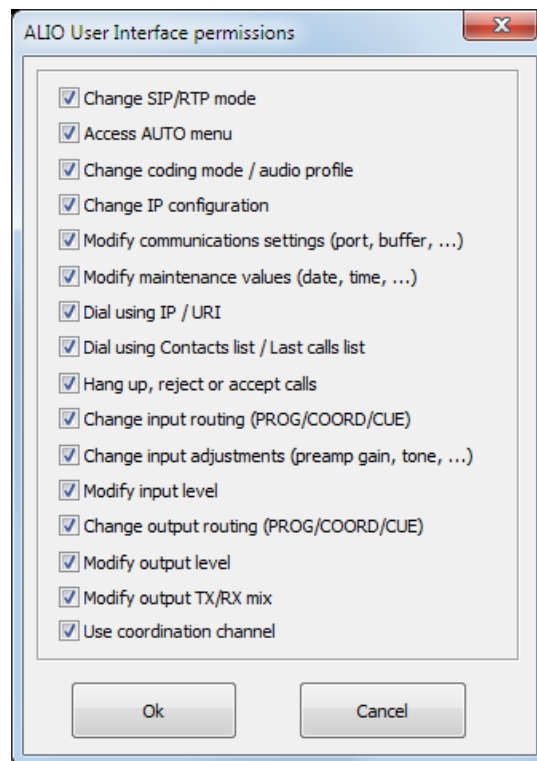 ALIO User Interface permissions
Change SIP/RTP mode
Access AUTO menu
Change coding mode / audio profile
Change IP configuration
Modify communications settings (port, buffer, ...)
Modify maintenance values (date, time, ...)
Dial using IP / URI
Dial using Contacts list / Last calls list
Hang up, reject or accept calls
Change input routing (PROG/COORD/CUE)
Change input adjustments (preamp gain, tone, ...)
Modify input level
Change output routing (PROG/COORD/CUE)
Modify output level
Modify output TX/RX mix
Use coordination channel
Ok Cancel